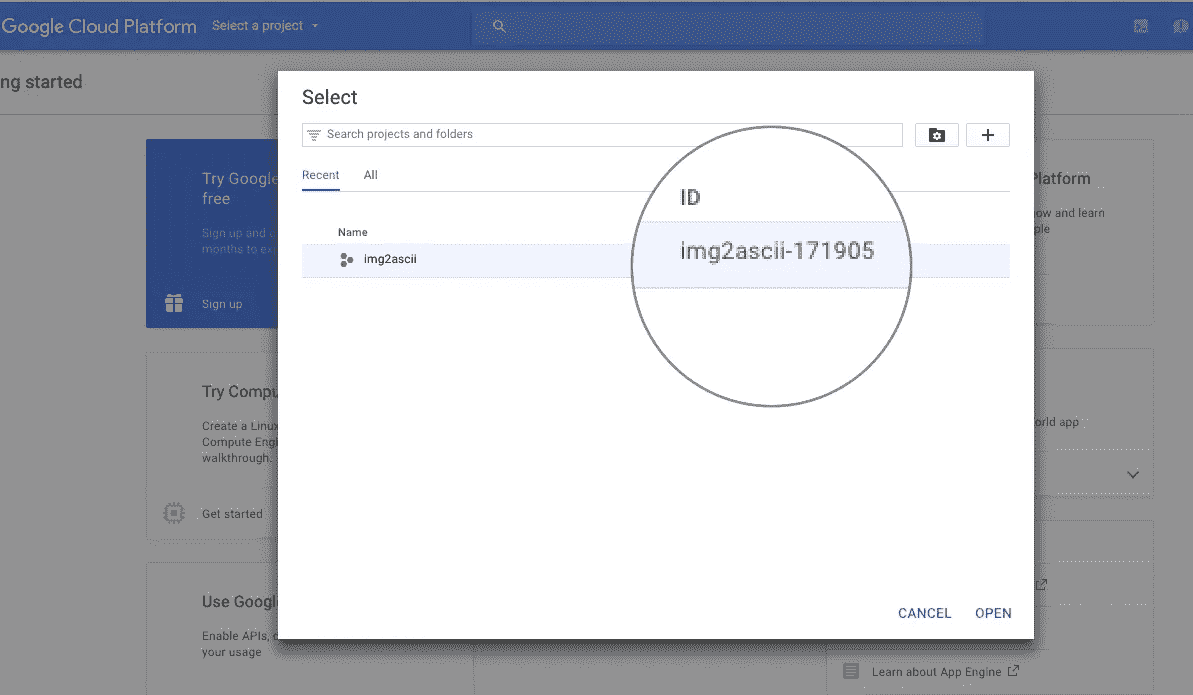 Google Cloud Platform Select a project
ng started
Select
Search projects and folders
Recent All
ID
Name
img2ascii
img2ascii-171905
CANCEL OPEN
Try Google
free
Sign up and
months to
Sign up
Platform
ow and learn
ple
Try Compu
Create a Linux
Compute Engi
walkthrough.
Get started
orld app
Use Google
Enable APIs,
your usage
Learn about App Engine